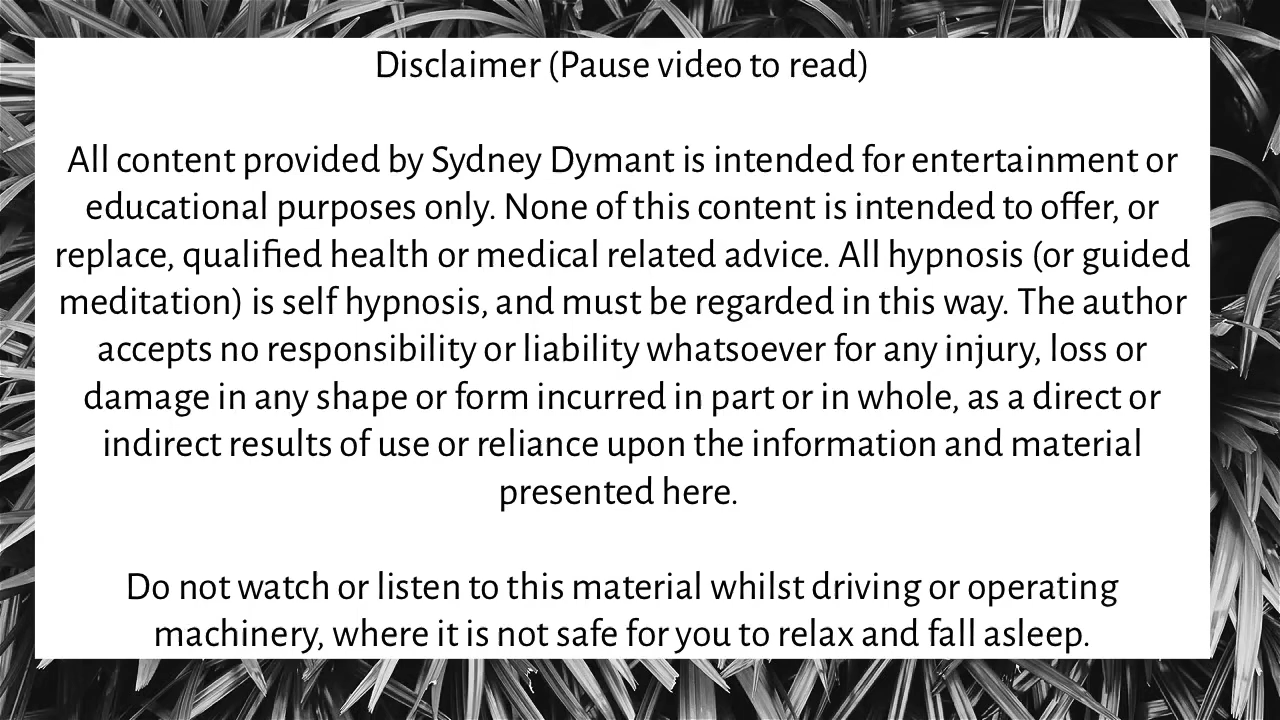 Disclaimer (Pause video to read)
All content provided by Sydney Dymant is intended for entertainment or
educational purposes only. None of this content is intended to offer, or
replace, qualified health or medical related advice. All hypnosis (or guided
meditation) is self hypnosis, and must be regarded in this way. The author
accepts no responsibility or liability whatsoever for any injury, loss or
damage in any shape or form incurred in part or in whole, as a direct or
indirect results of use or reliance upon the information and material
presented here.
Do not watch or listen to this material whilst driving or operating
machinery, where it is not safe for you to relax and fall asleep.